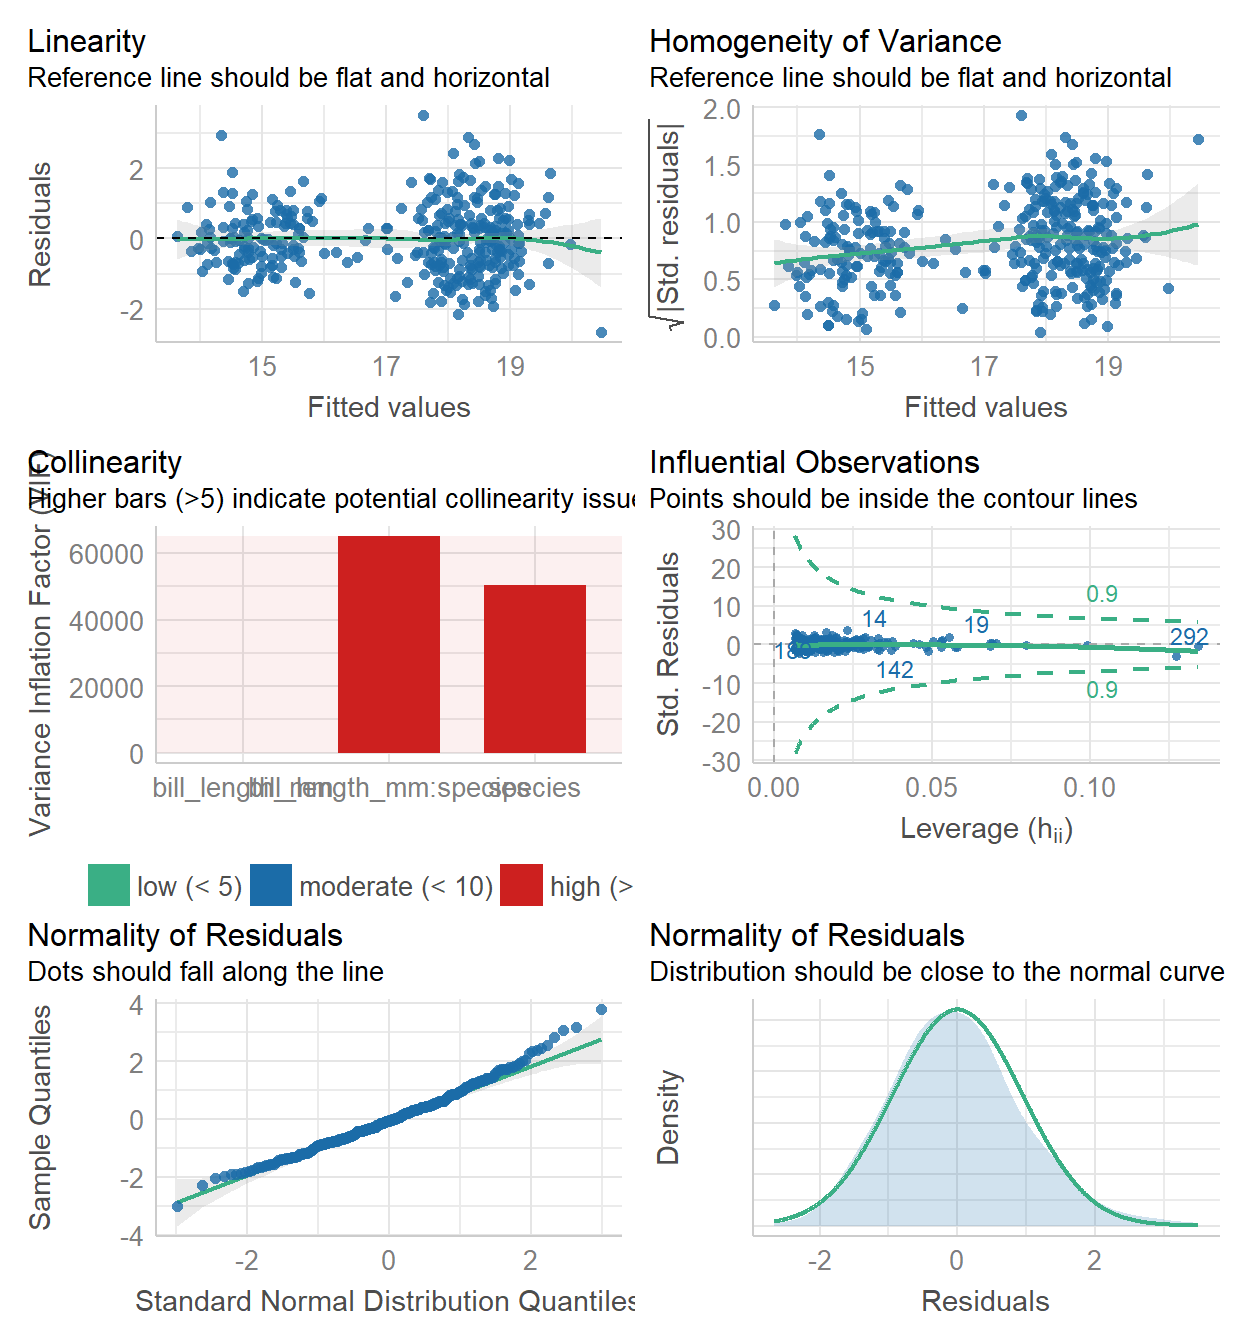 Linearity
Reference line should be flat and horizontal
Residuals
2
0
-2
15
17
19
Fitted values
Homogeneity of Variance
Reference line should be flat and horizontal
√|Std. residuals|
2.0
1.5
1.0
0.5
0.0
15
17
19
Fitted values
Collinearity
Higher bars (>5) indicate potential collinearity issue
Variance Inflation Factor (VIF)
60000
40000
20000
0
bill_length_mm
bill_length_mm:species
species
low (< 5)
moderate (< 10)
high (>
Influential Observations
Points should be inside the contour lines
Std. Residuals
30
20
10
0
-10
-20
-30
0.9
14
19
292
142
0.9
0.00
0.05
0.10
Leverage (hii)
Normality of Residuals
Dots should fall along the line
Sample Quantiles
4
2
0
-2
-4
-2
0
2
Standard Normal Distribution Quantiles
Normality of Residuals
Distribution should be close to the normal curve
Density
-2
0
2
Residuals